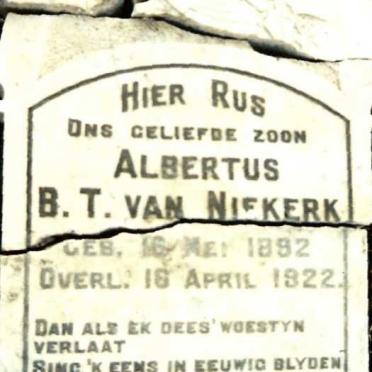 HIER RUS
ONS GELIEFDE ZOON
ALBERTUS
B. T. VAN NIEKERK
GEB. 16 MEI 1892
OVERL. 16 APRIL 1922.
DAN ALS EK DEES' WOESTYN
VERLAAT
SING 'K EENS IN EEUWIG BLYDEN